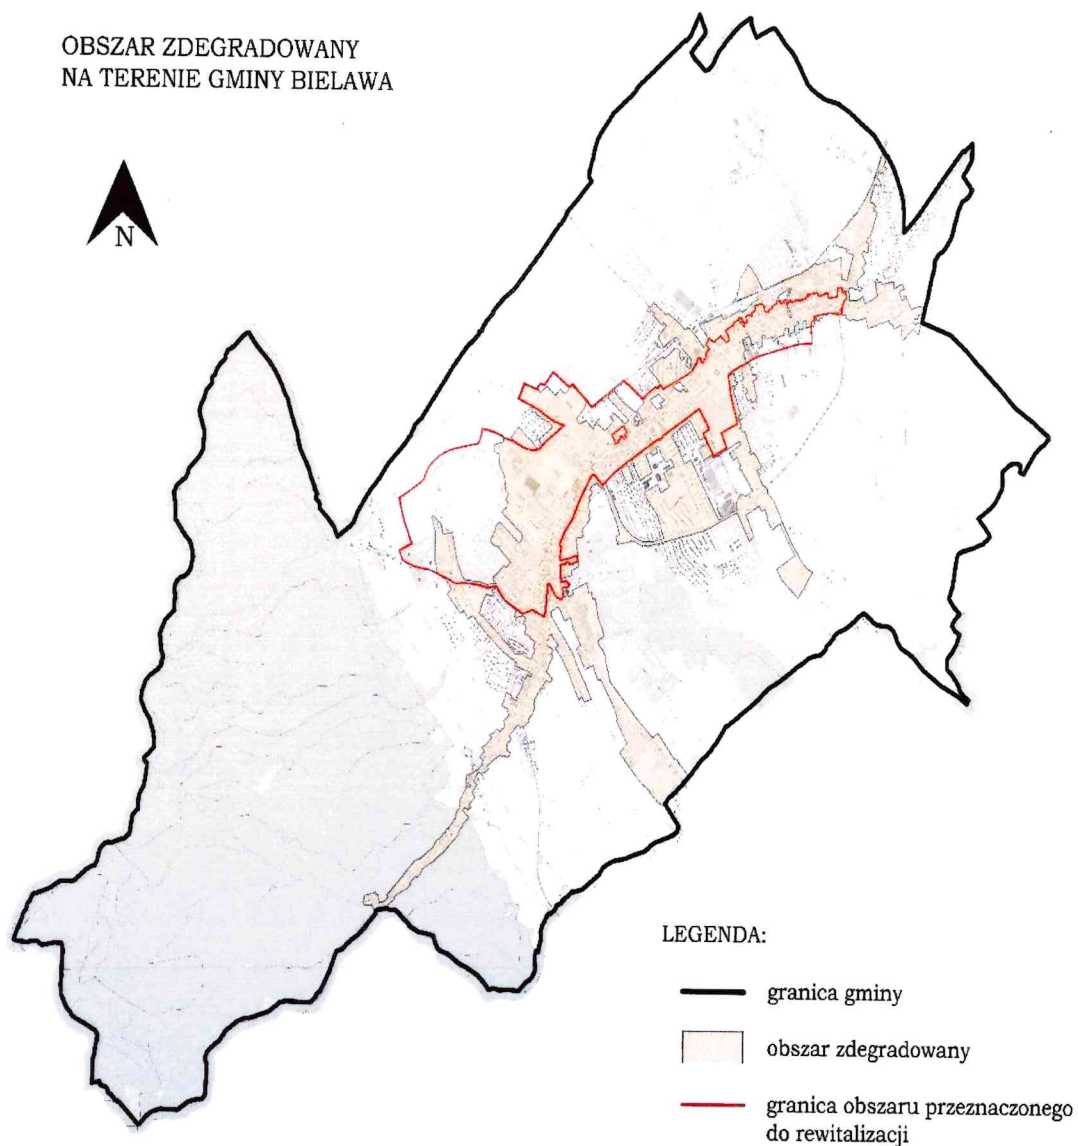 OBSZAR ZDEGRADOWANY
NA TERENIE GMINY BIELAWA
N
LEGENDA:
granica gminy
obszar zdegradowany
granica obszaru przeznaczonego
do rewitalizacji